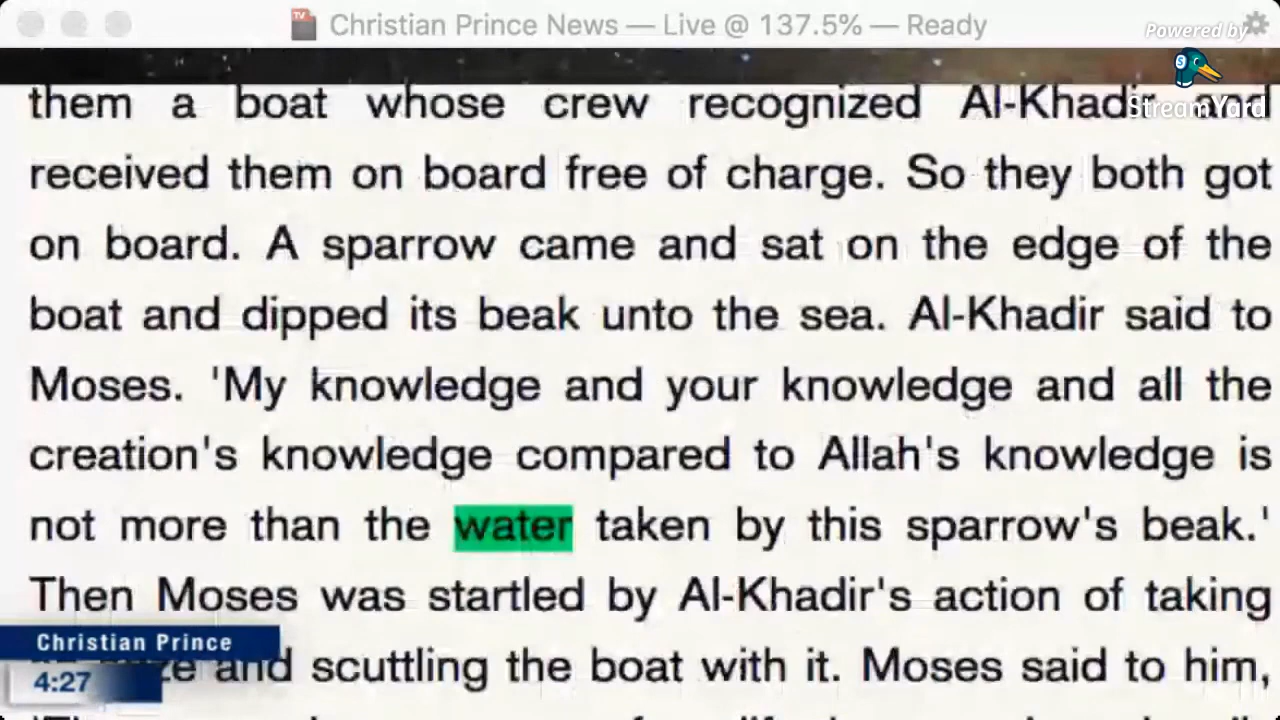 Christian Prince News — Live @ 137.5% — Ready
Powered by
StreamYard
them a boat whose crew recognized Al-Khadir and
received them on board free of charge. So they both got
on board. A sparrow came and sat on the edge of the
boat and dipped its beak unto the sea. Al-Khadir said to
Moses. 'My knowledge and your knowledge and all the
creation's knowledge compared to Allah's knowledge is
not more than the water taken by this sparrow's beak.'
Then Moses was startled by Al-Khadir's action of taking
and scuttling the boat with it. Moses said to him,
Christian Prince
4:27